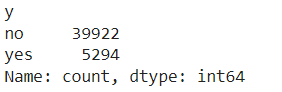 y
no     39922
yes     5294
Name: count, dtype: int64